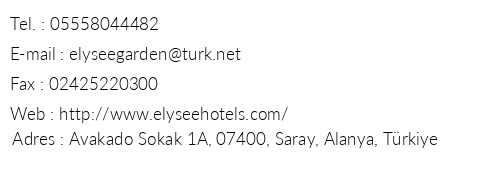 Tel. : 05558044482
E-mail : elyseegarden@turk.net
Fax : 02425220300
Web : http://www.elyseehotels.com/
Adres : Avakado Sokak 1A, 07400, Saray, Alanya, Türkiye